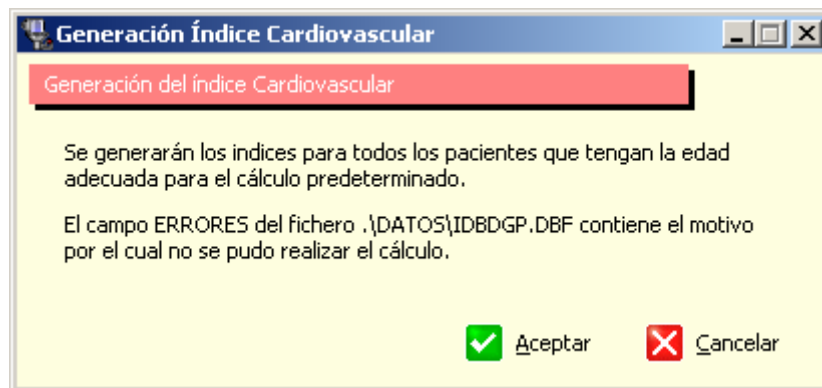 Generación Índice Cardiovascular
Generación del índice Cardiovascular
Se generarán los indices para todos los pacientes que tengan la edad
adecuada para el cálculo predeterminado.
El campo ERRORES del fichero .\DATOS\IDBDGP.DBF contiene el motivo
por el cual no se pudo realizar el cálculo.
Aceptar Cancelar